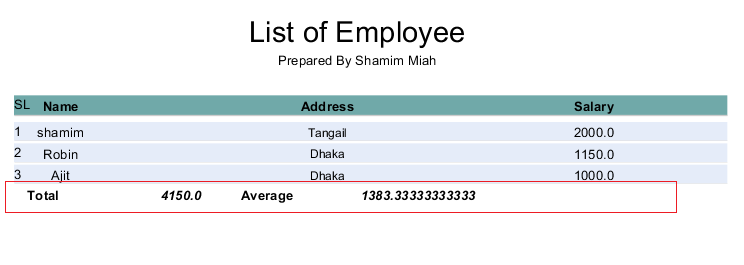 List of Employee
Prepared By Shamim Miah
SL Name Address Salary
1 shamim Tangail 2000.0
2 Robin Dhaka 1150.0
3 Ajit Dhaka 1000.0
Total 4150.0 Average 1383.33333333333